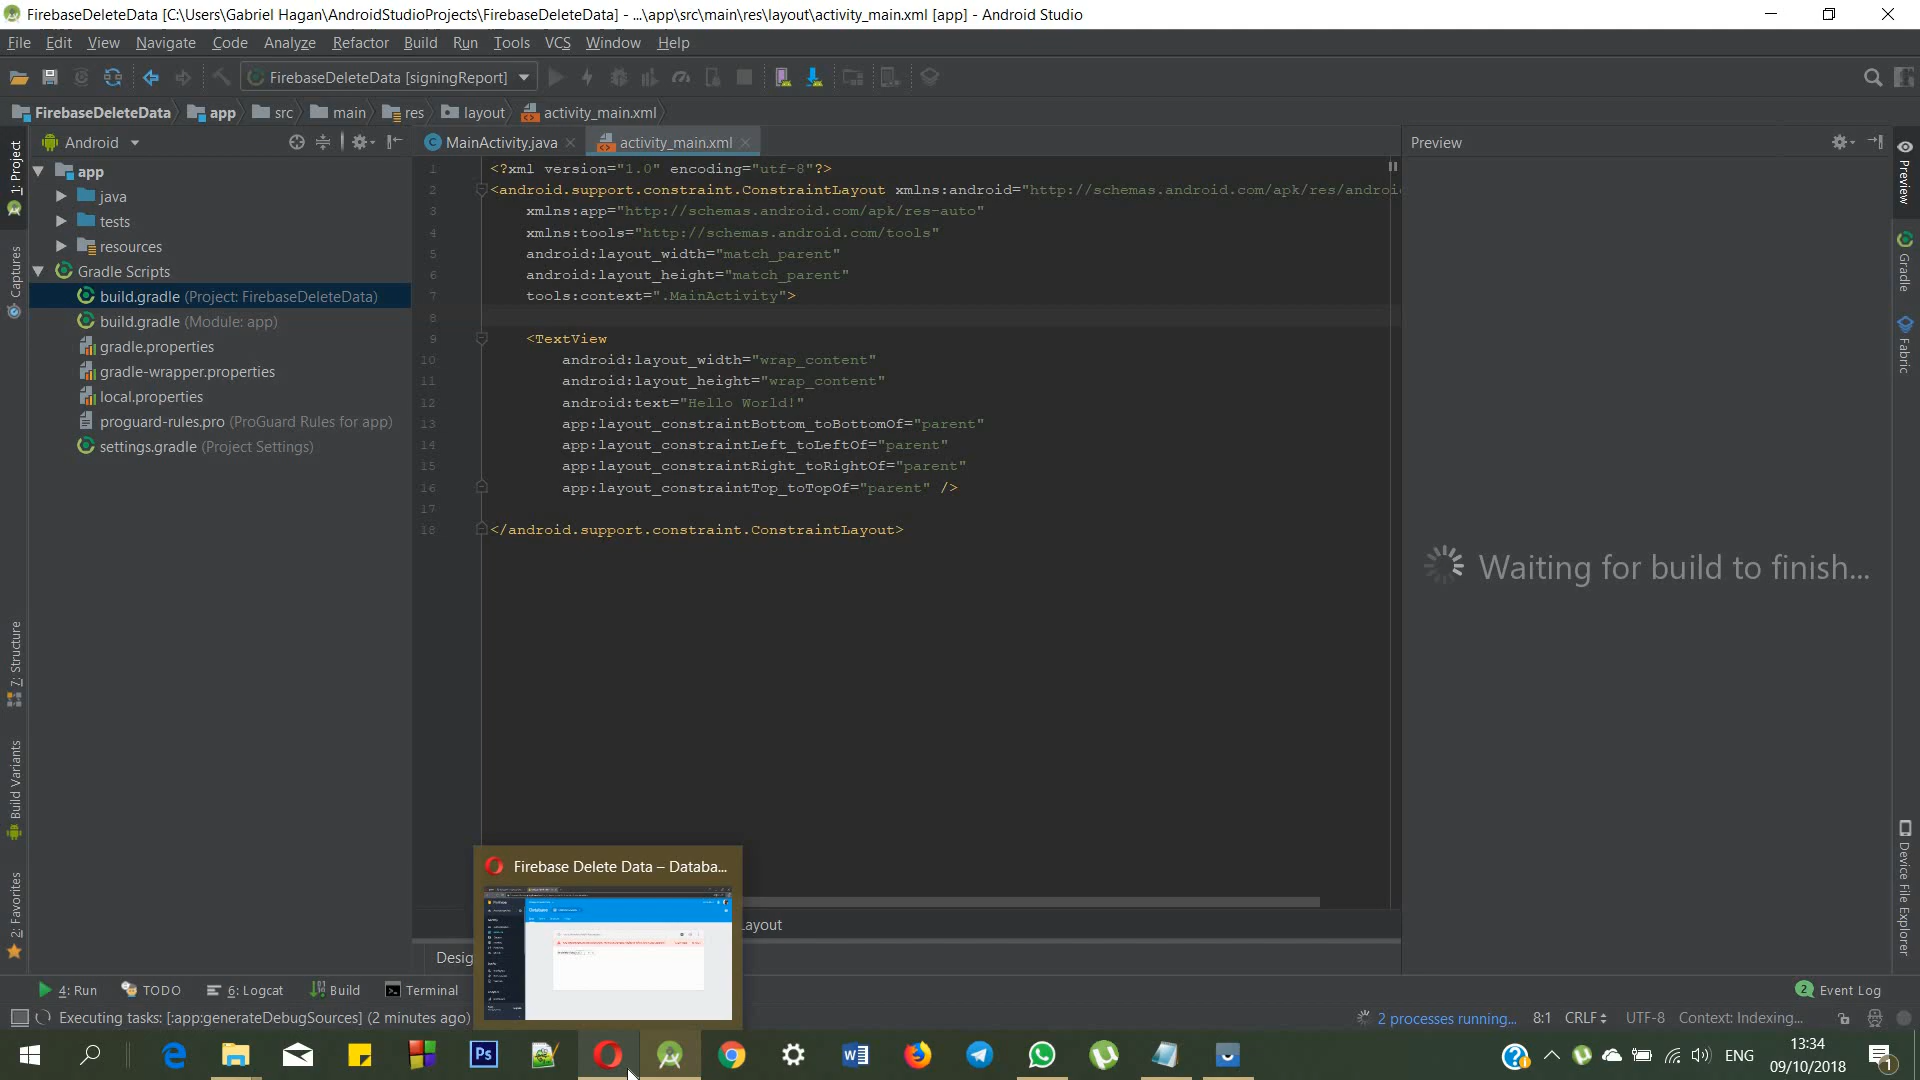 FirebaseDeleteData [C:\Users\Gabriel Hagan\AndroidStudioProjects\FirebaseDeleteData] - ...\app\src\main\res\layout\activity_main.xml [app] - Android Studio
File Edit View Navigate Code Analyze Refactor Build Run Tools VCS Window Help
FirebaseDeleteData [signingReport]
FirebaseDeleteData app src main res layout activity_main.xml
Android
MainActivity.java activity_main.xml
Preview
1: Project
Captures
7: Structure
Build Variants
2: Favorites
app
java
tests
resources
Gradle Scripts
build.gradle (Project: FirebaseDeleteData)
build.gradle (Module: app)
gradle.properties
gradle-wrapper.properties
local.properties
proguard-rules.pro (ProGuard Rules for app)
settings.gradle (Project Settings)
1 <?xml version="1.0" encoding="utf-8"?>
2 <android.support.constraint.ConstraintLayout xmlns:android="http://schemas.android.com/apk/res/androi
3 xmlns:app="http://schemas.android.com/apk/res-auto"
4 xmlns:tools="http://schemas.android.com/tools"
5 android:layout_width="match_parent"
6 android:layout_height="match_parent"
7 tools:context=".MainActivity">
8
9 <TextView
10 android:layout_width="wrap_content"
11 android:layout_height="wrap_content"
12 android:text="Hello World!"
13 app:layout_constraintBottom_toBottomOf="parent"
14 app:layout_constraintLeft_toLeftOf="parent"
15 app:layout_constraintRight_toRightOf="parent"
16 app:layout_constraintTop_toTopOf="parent" />
17
18 </android.support.constraint.ConstraintLayout>
Waiting for build to finish...
Preview
Gradle
Fabric
Device File Explorer
Firebase Delete Data – Databa...
Layout
Desig
4: Run TODO 6: Logcat Build Terminal
2 Event Log
Executing tasks: [:app:generateDebugSources] (2 minutes ago)
2 processes running... 8:1 CRLF UTF-8 Context: Indexing...
Ps
ENG
13:34
09/10/2018
1